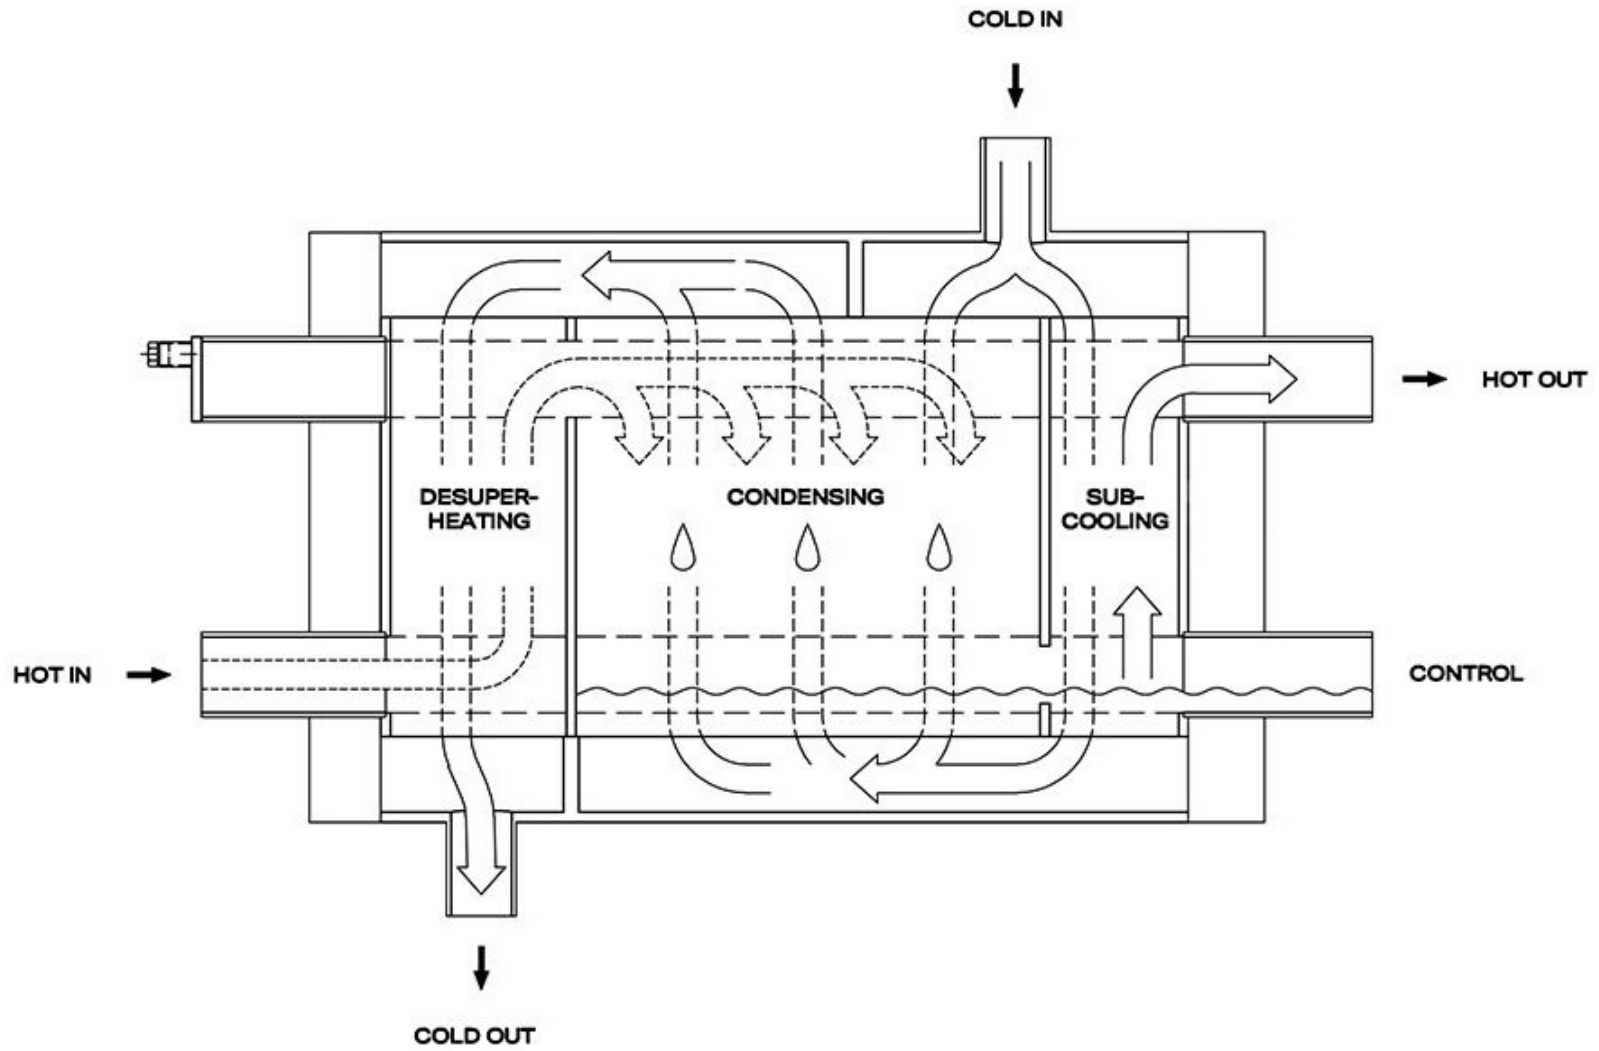 COLD IN
HOT OUT
DESUPER-
HEATING
CONDENSING
SUB-
COOLING
HOT IN
CONTROL
COLD OUT